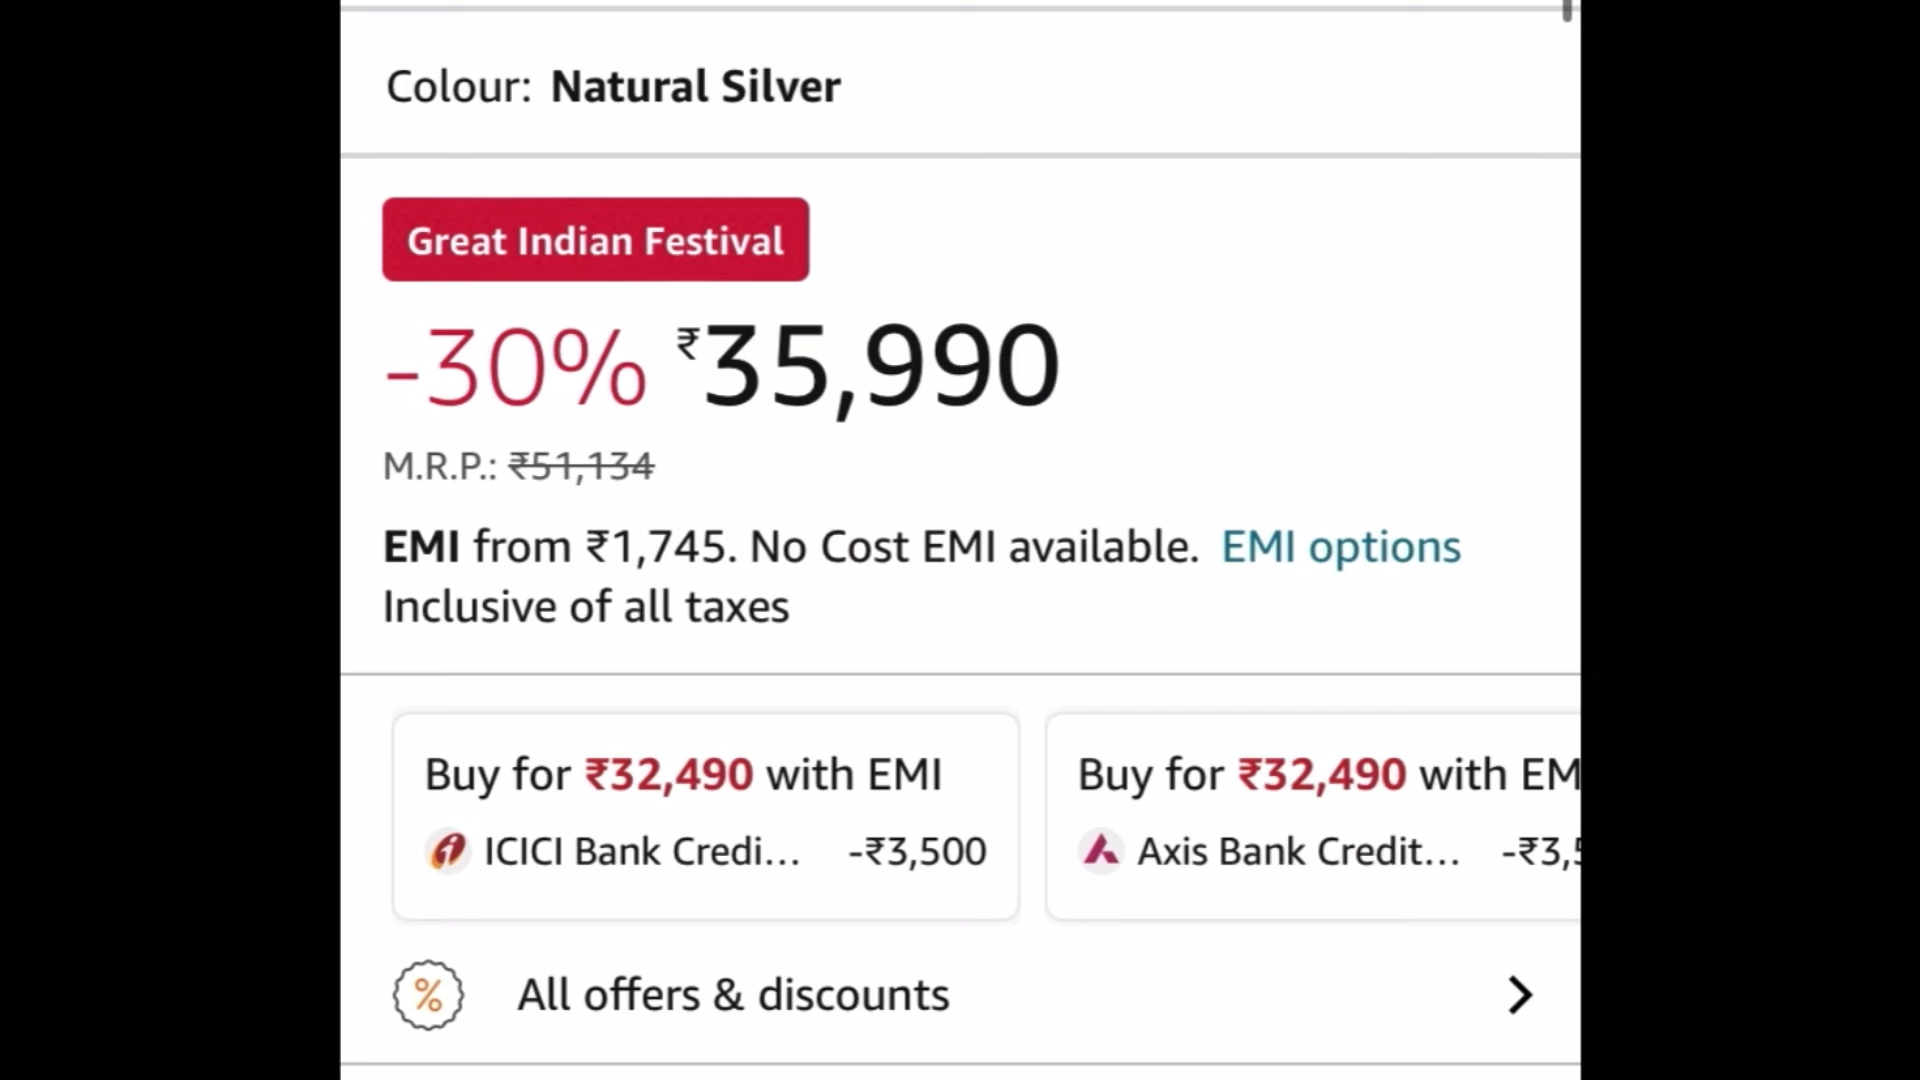 Colour: Natural Silver
Great Indian Festival
-30% ₹35,990
M.R.P.: ₹51,134
EMI from ₹1,745. No Cost EMI available. EMI options
Inclusive of all taxes
Buy for ₹32,490 with EMI
ICICI Bank Credi... -₹3,500
Buy for ₹32,490 with EM
Axis Bank Credit... -₹3,5
% All offers & discounts